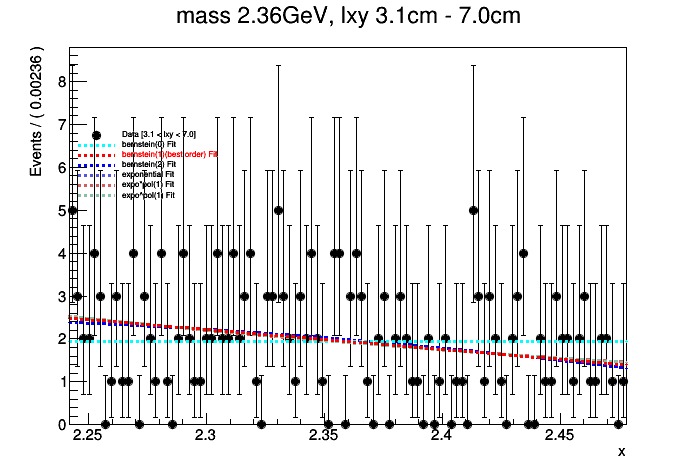 mass 2.36GeV, lxy 3.1cm - 7.0cm
Events / ( 0.00236 )
8
7
Data [3.1 < lxy < 7.0]
bernstein(0) Fit
bernstein(1)(best order) Fit
bernstein(2) Fit
exponential Fit
expo*pol(1) Fit
expo*pol(1) Fit
6
5
4
3
2
1
0
2.25 2.3 2.35 2.4 2.45
x